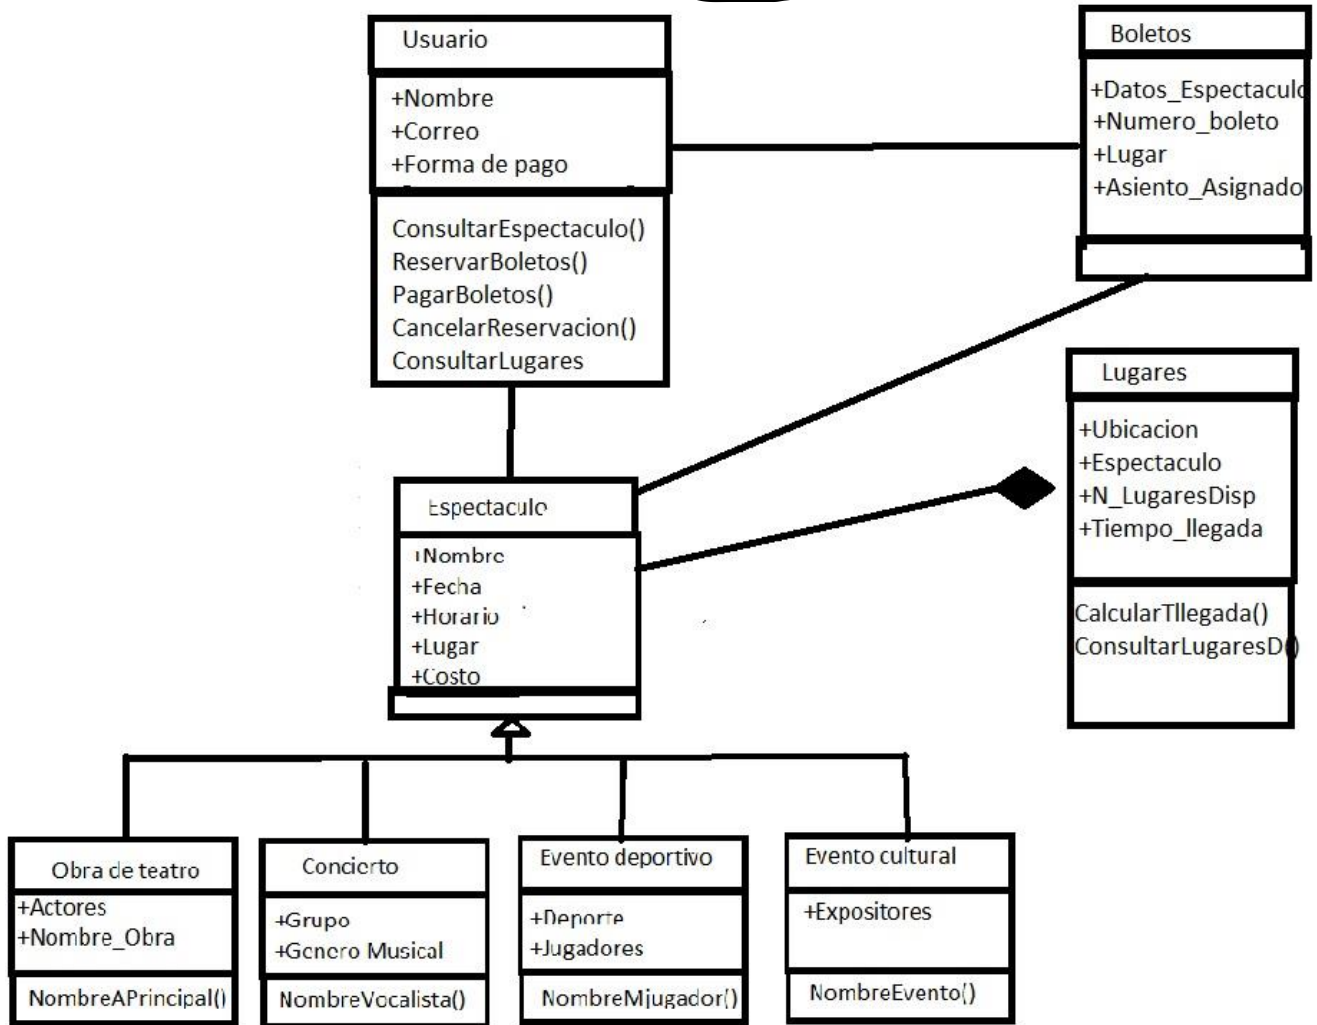 Usuario
+Nombre
+Correo
+Forma de pago
ConsultarEspectaculo()
ReservarBoletos()
PagarBoletos()
CancelarReservacion()
ConsultarLugares
Boletos
+Datos_Espectaculo
+Numero_boleto
+Lugar
+Asiento_Asignado
Lugares
+Ubicacion
+Espectaculo
+N_LugaresDisp
+Tiempo_llegada
CalcularTllegada()
ConsultarLugaresD()
Espectaculo
+Nombre
+Fecha
+Horario
+Lugar
+Costo
Obra de teatro
+Actores
+Nombre_Obra
NombreAPrincipal()
Concierto
+Grupo
+Genero Musical
NombreVocalista()
Evento deportivo
+Deporte
+Jugadores
NombreMjugador()
Evento cultural
+Expositores
NombreEvento()